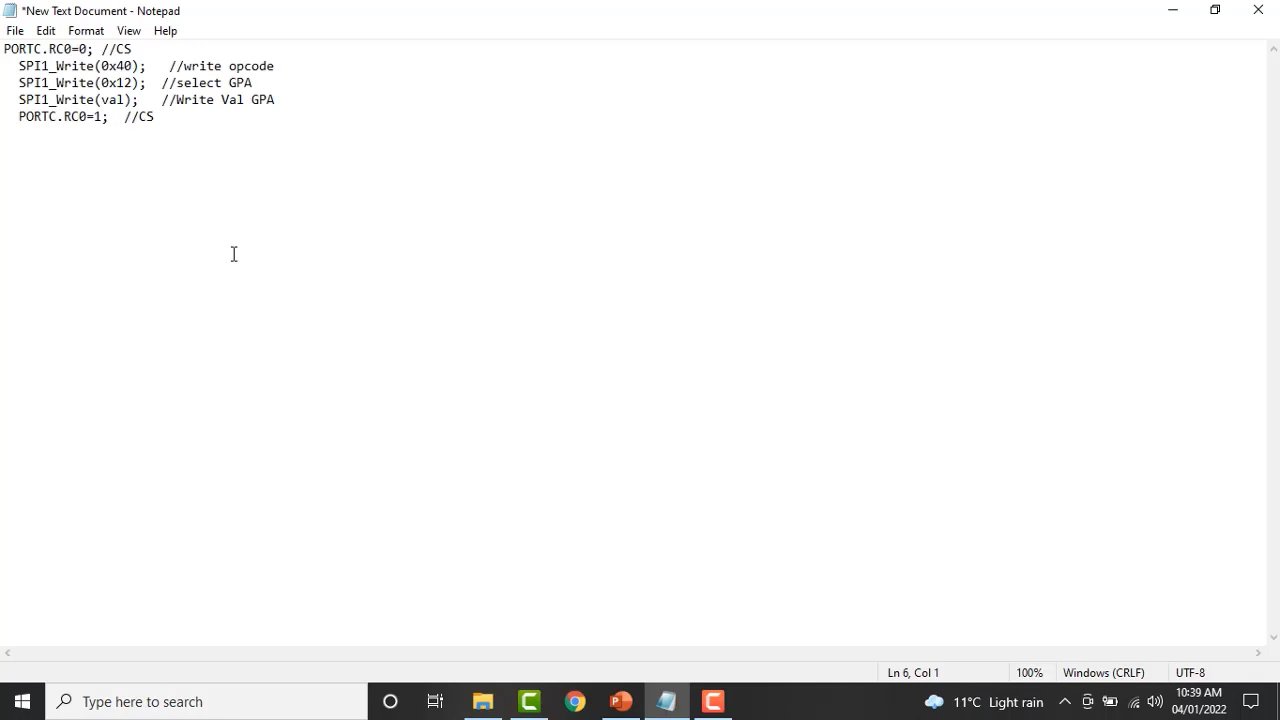 *New Text Document - Notepad
File Edit Format View Help
PORTC.RC0=0; //CS
SPI1_Write(0x40); //write opcode
SPI1_Write(0x12); //select GPA
SPI1_Write(val); //Write Val GPA
PORTC.RC0=1; //CS
Ln 6, Col 1 100% Windows (CRLF) UTF-8
Type here to search
11°C Light rain
10:39 AM
04/01/2022